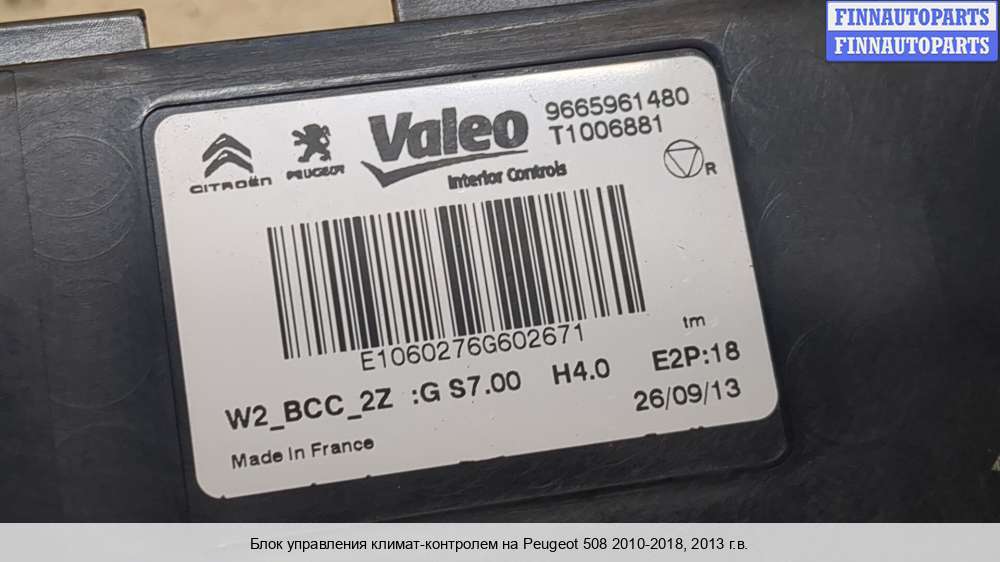 FINNAUTOPARTS
FINNAUTOPARTS
CITROËN
PEUGEOT
Valeo
Interior Controls
9665961480
T1006881
R
E1060276G602671
tm
W2_BCC_2Z :G S7.00 H4.0 E2P:18
26/09/13
Made In France
Блок управления климат-контролем на Peugeot 508 2010-2018, 2013 г.в.